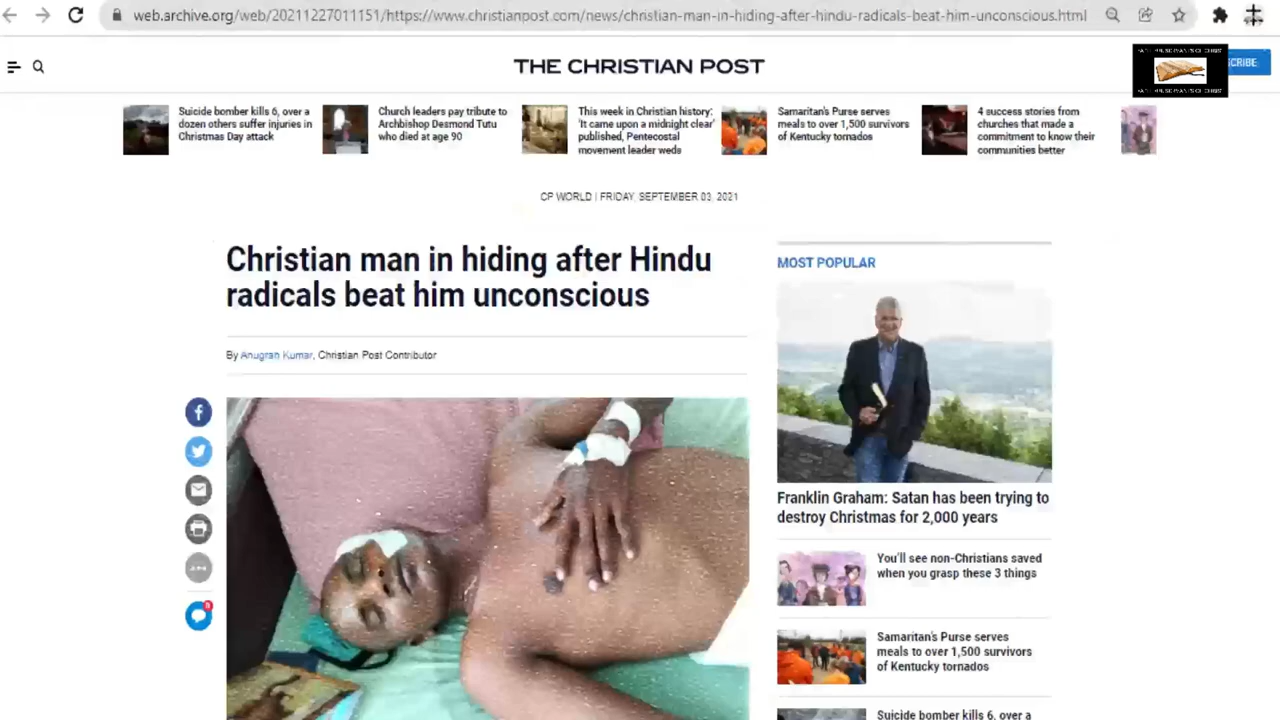 web.archive.org/web/20211227011151/https://www.christianpost.com/news/christian-man-in-hiding-after-hindu-radicals-beat-him-unconscious.html
THE CHRISTIAN POST
Suicide bomber kills 6, over a
dozen others suffer injuries in
Christmas Day attack
Church leaders pay tribute to
Archbishop Desmond Tutu
who died at age 90
This week in Christian history:
'It came upon a midnight clear'
published, Pentecostal
movement leader weds
Samaritan's Purse serves
meals to over 1,500 survivors
of Kentucky tornados
4 success stories from
churches that made a
commitment to know their
communities better
CP WORLD | FRIDAY, SEPTEMBER 03, 2021
Christian man in hiding after Hindu
radicals beat him unconscious
By Anugrah Kumar, Christian Post Contributor
MOST POPULAR
Franklin Graham: Satan has been trying to
destroy Christmas for 2,000 years
You'll see non-Christians saved
when you grasp these 3 things
Samaritan's Purse serves
meals to over 1,500 survivors
of Kentucky tornados
Suicide bomber kills 6, over a